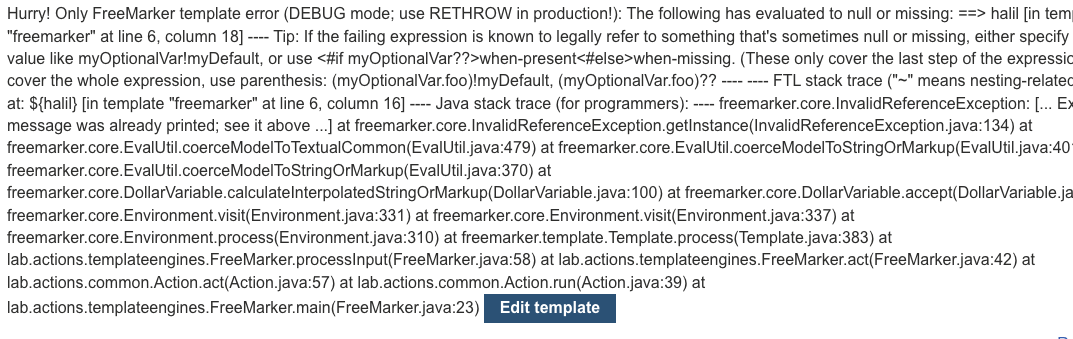 Hurry! Only FreeMarker template error (DEBUG mode; use RETHROW in production!): The following has evaluated to null or missing: ==> halil [in tem
"freemarker" at line 6, column 18] ---- Tip: If the failing expression is known to legally refer to something that's sometimes null or missing, either specify
value like myOptionalVar!myDefault, or use <#if myOptionalVar??>when-present<#else>when-missing. (These only cover the last step of the expressio
cover the whole expression, use parenthesis: (myOptionalVar.foo)!myDefault, (myOptionalVar.foo)?? ---- ---- FTL stack trace ("~" means nesting-related
at: ${halil} [in template "freemarker" at line 6, column 16] ---- Java stack trace (for programmers): ---- freemarker.core.InvalidReferenceException: [... Ex
message was already printed; see it above ...] at freemarker.core.InvalidReferenceException.getInstance(InvalidReferenceException.java:134) at
freemarker.core.EvalUtil.coerceModelToTextualCommon(EvalUtil.java:479) at freemarker.core.EvalUtil.coerceModelToStringOrMarkup(EvalUtil.java:401
freemarker.core.EvalUtil.coerceModelToStringOrMarkup(EvalUtil.java:370) at
freemarker.core.DollarVariable.calculateInterpolatedStringOrMarkup(DollarVariable.java:100) at freemarker.core.DollarVariable.accept(DollarVariable.ja
freemarker.core.Environment.visit(Environment.java:331) at freemarker.core.Environment.visit(Environment.java:337) at
freemarker.core.Environment.process(Environment.java:310) at freemarker.template.Template.process(Template.java:383) at
lab.actions.templateengines.FreeMarker.processInput(FreeMarker.java:58) at lab.actions.templateengines.FreeMarker.act(FreeMarker.java:42) at
lab.actions.common.Action.act(Action.java:57) at lab.actions.common.Action.run(Action.java:39) at
lab.actions.templateengines.FreeMarker.main(FreeMarker.java:23) Edit template